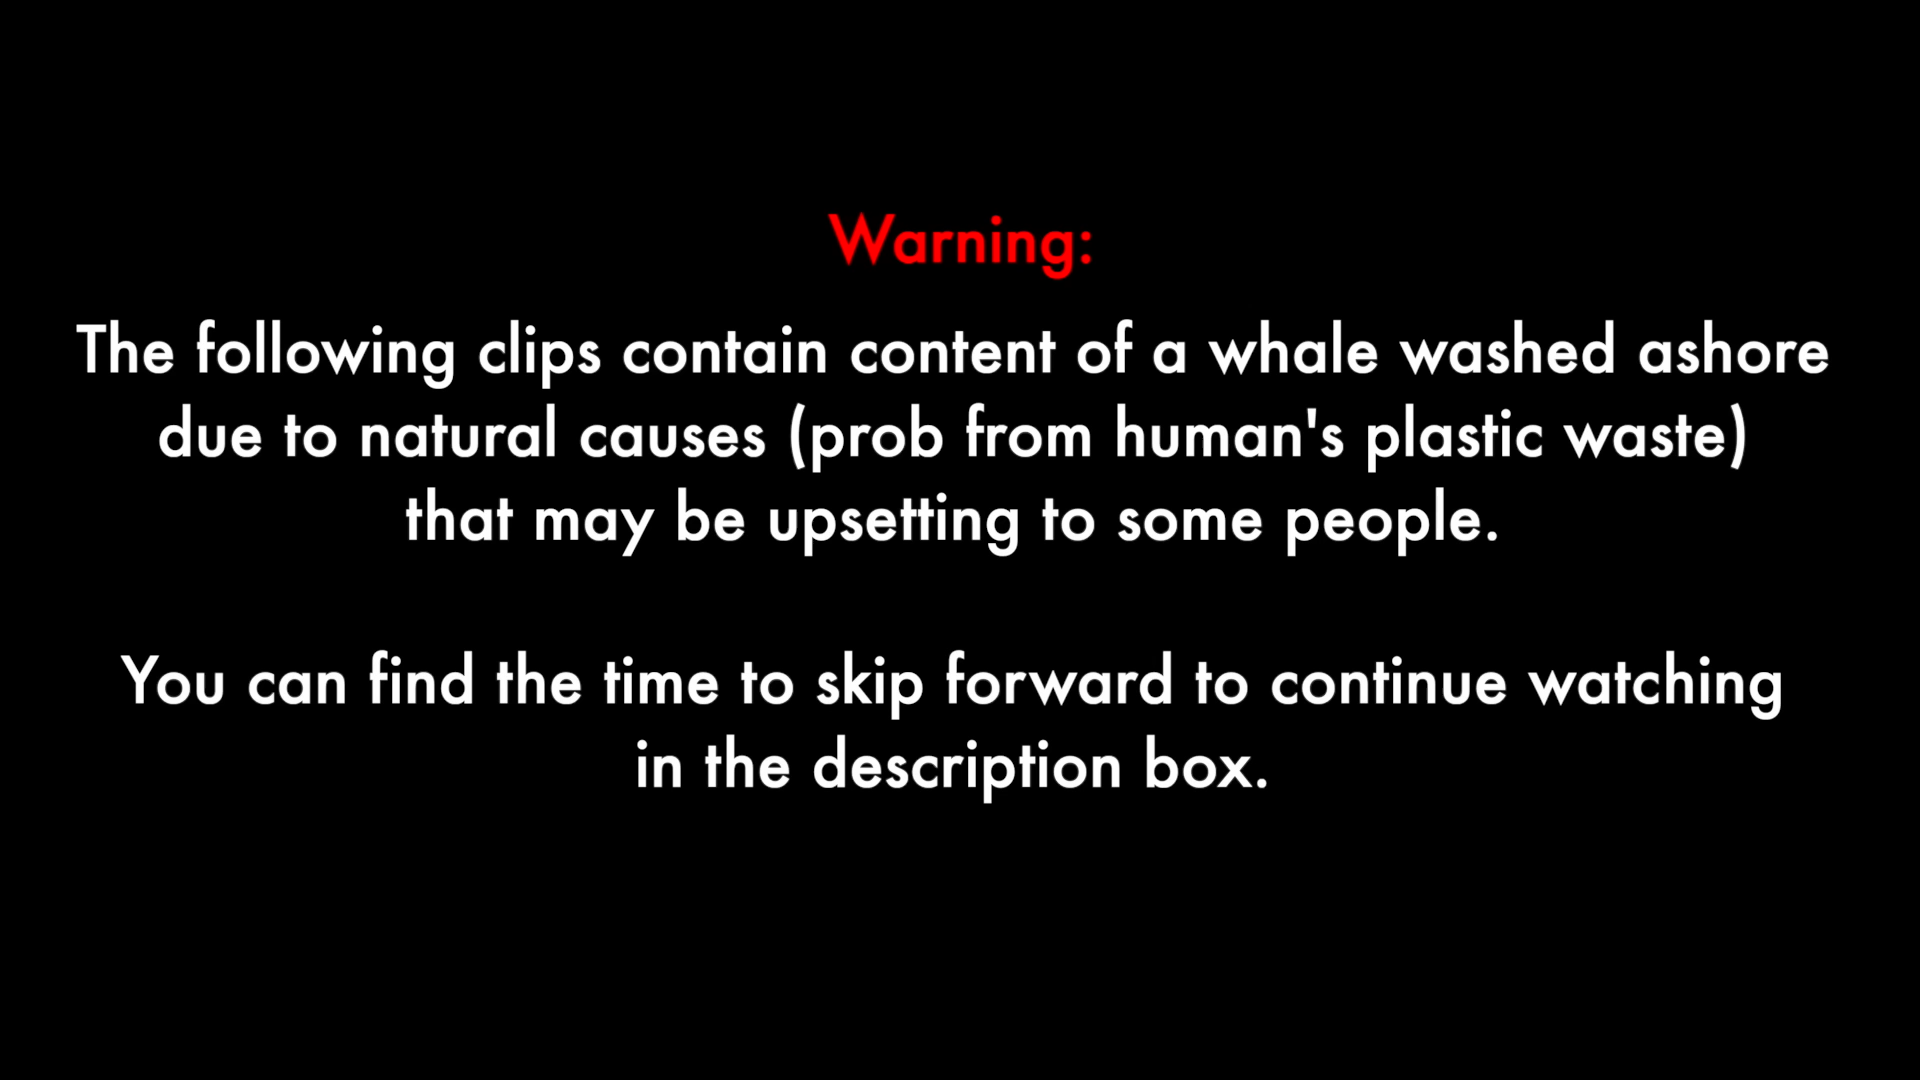 Warning:
The following clips contain content of a whale washed ashore
due to natural causes (prob from human's plastic waste)
that may be upsetting to some people.
You can find the time to skip forward to continue watching
in the description box.